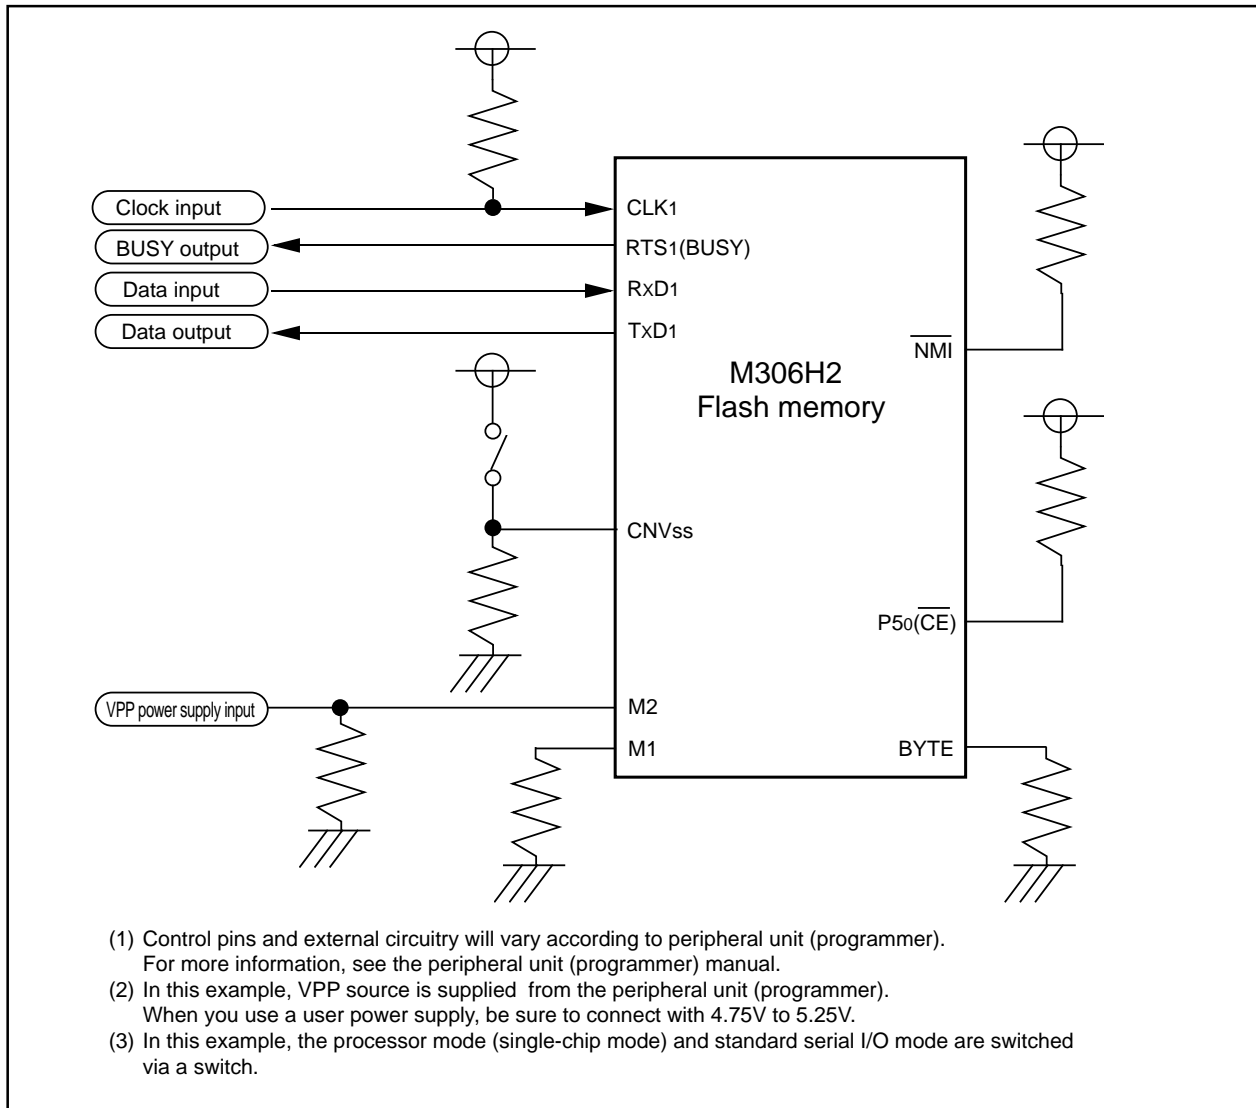 Clock input
CLK1
BUSY output
RTS1(BUSY)
Data input
RxD1
Data output
TxD1
NMI
M306H2
Flash memory
CNVss
P50(CE)
VPP power supply input
M2
M1
BYTE
(1) Control pins and external circuitry will vary according to peripheral unit (programmer).
For more information, see the peripheral unit (programmer) manual.
(2) In this example, VPP source is supplied from the peripheral unit (programmer).
When you use a user power supply, be sure to connect with 4.75V to 5.25V.
(3) In this example, the processor mode (single-chip mode) and standard serial I/O mode are switched
via a switch.